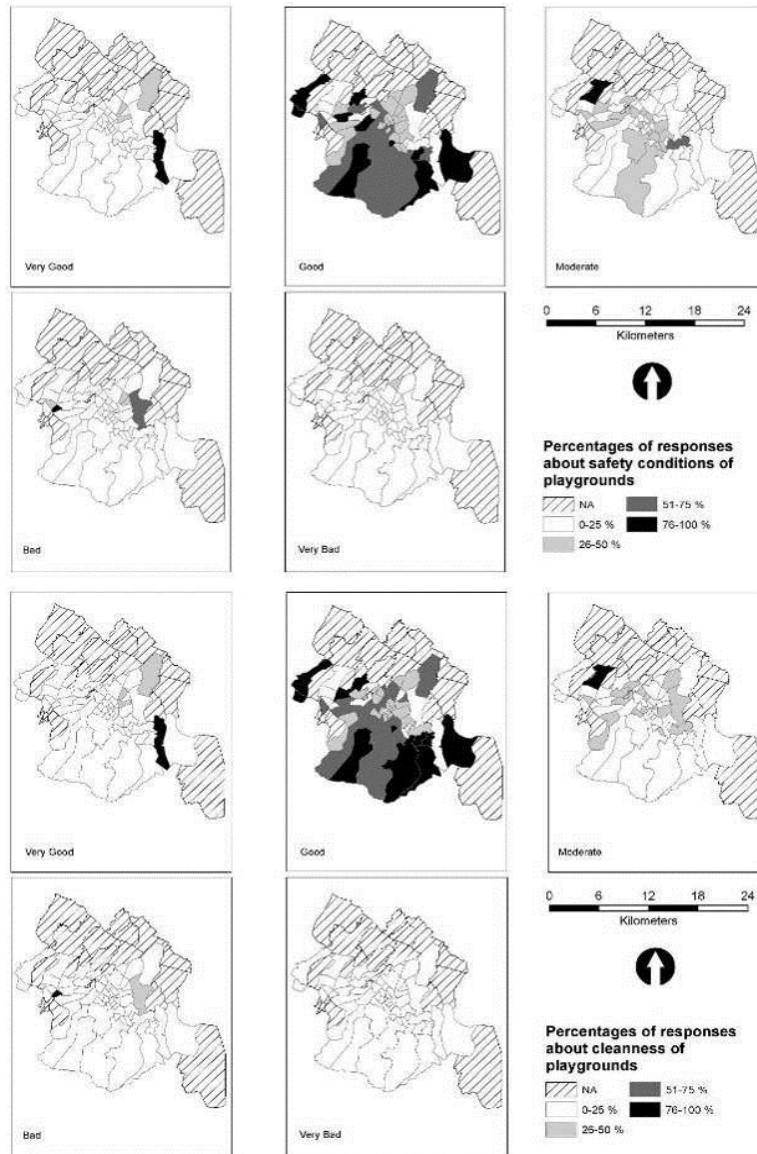 Very Good
Good
Moderate
Bad
Very Bad
0 6 12 18 24
Kilometers
Percentages of responses
about safety conditions of
playgrounds
NA 51-75 %
0-25 % 76-100 %
26-50 %
Very Good
Good
Moderate
Bad
Very Bad
0 6 12 18 24
Kilometers
Percentages of responses
about cleanness of
playgrounds
NA 51-75 %
0-25 % 76-100 %
26-50 %